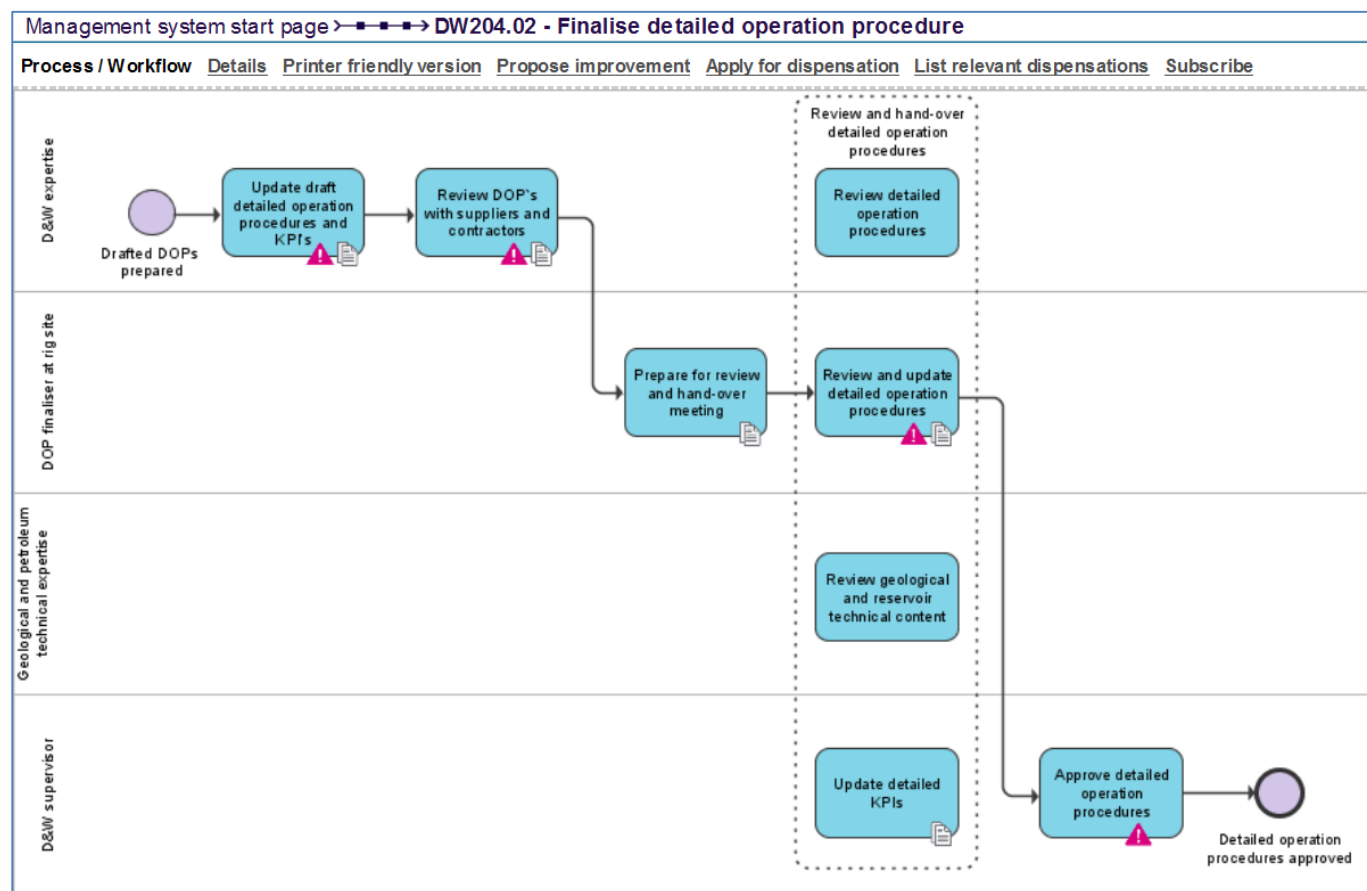 Management system start page DW204.02 - Finalise detailed operation procedure
Process / Workflow Details Printer friendly version Propose improvement Apply for dispensation List relevant dispensations Subscribe
D&W expertise
Drafted DOPs
prepared
Update draft
detailed operation
procedures and
KPI's
Review DOP`s
with suppliers and
contractors
Review and hand-over
detailed operation
procedures
Review detailed
operation
procedures
DOP finaliser at rig site
Prepare for review
and hand-over
meeting
Review and update
detailed operation
procedures
Geological and petroleum
technical expertise
Review geological
and reservoir
technical content
D&W supervisor
Update detailed
KPIs
Approve detailed
operation
procedures
Detailed operation
procedures approved